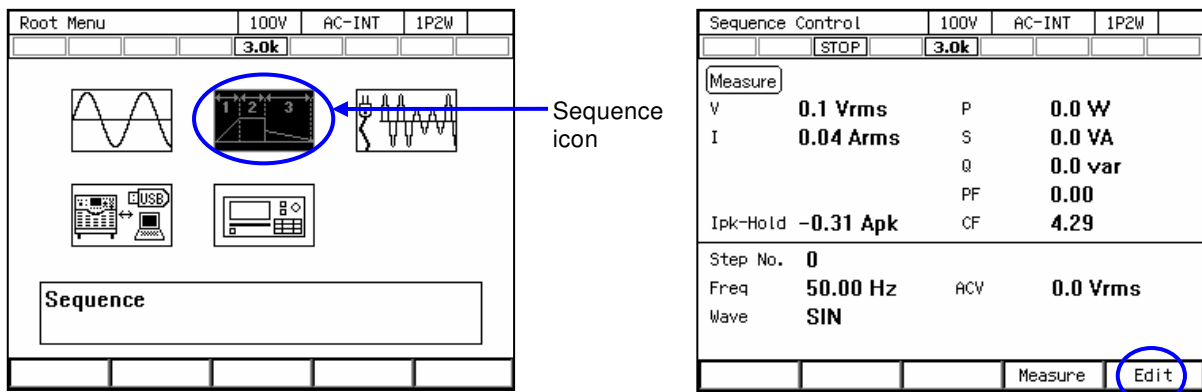 Root Menu 100V AC-INT 1P2W
3.0k
1 2 3
USB
Sequence
Sequence
icon
Sequence Control 100V AC-INT 1P2W
STOP 3.0k
Measure
V 0.1 Vrms P 0.0 W
I 0.04 Arms S 0.0 VA
Q 0.0 var
PF 0.00
Ipk-Hold -0.31 Apk CF 4.29
Step No. 0
Freq 50.00 Hz ACV 0.0 Vrms
Wave SIN
Measure Edit